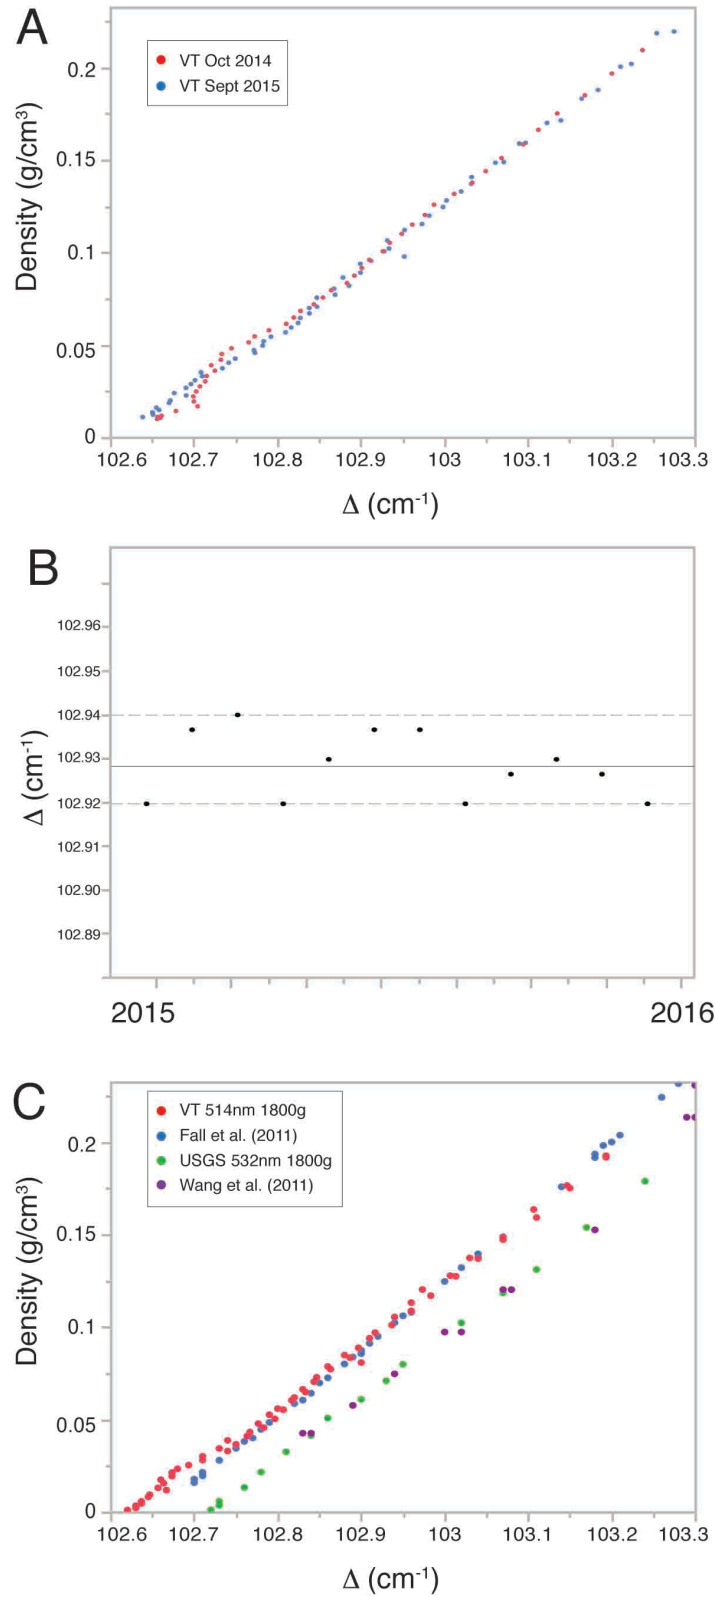 A
VT Oct 2014
VT Sept 2015
Density (g/cm³)
0.2
0.15
0.1
0.05
0
102.6 102.7 102.8 102.9 103 103.1 103.2 103.3
Δ (cm⁻¹)
B
Δ (cm⁻¹)
102.96
102.95
102.94
102.93
102.92
102.91
102.90
102.89
2015 2016
C
VT 514nm 1800g
Fall et al. (2011)
USGS 532nm 1800g
Wang et al. (2011)
Density (g/cm³)
0.2
0.15
0.1
0.05
0
102.6 102.7 102.8 102.9 103 103.1 103.2 103.3
Δ (cm⁻¹)